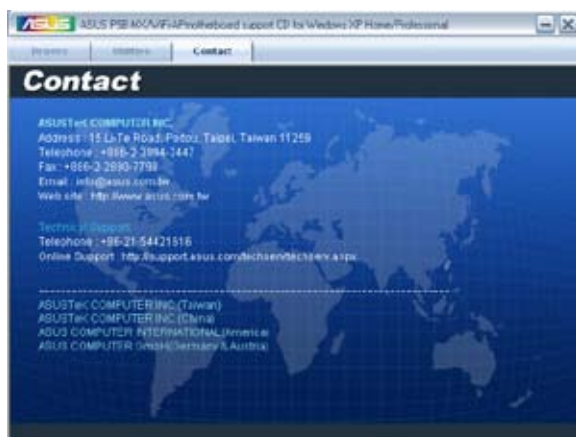 ASUS ASUS P5B-MX/WiFi-AP motherboard support CD for Windows XP Home/Professional
Drivers Utilities Contact
Contact
ASUSTeK COMPUTER INC.
Address : 15 Li-Te Road, Peitou, Taipei, Taiwan 11259
Telephone : +886-2-2894-3447
Fax : +886-2-2890-7798
Email : info@asus.com.tw
Web site : http://www.asus.com.tw
Technical Support
Telephone : +86-21-54421616
Online Support : http://support.asus.com/techserv/techserv.aspx
ASUSTeK COMPUTER INC.(Taiwan)
ASUSTeK COMPUTER INC.(China)
ASUS COMPUTER INTERNATIONAL(America)
ASUS COMPUTER GmbH(Germany & Austria)